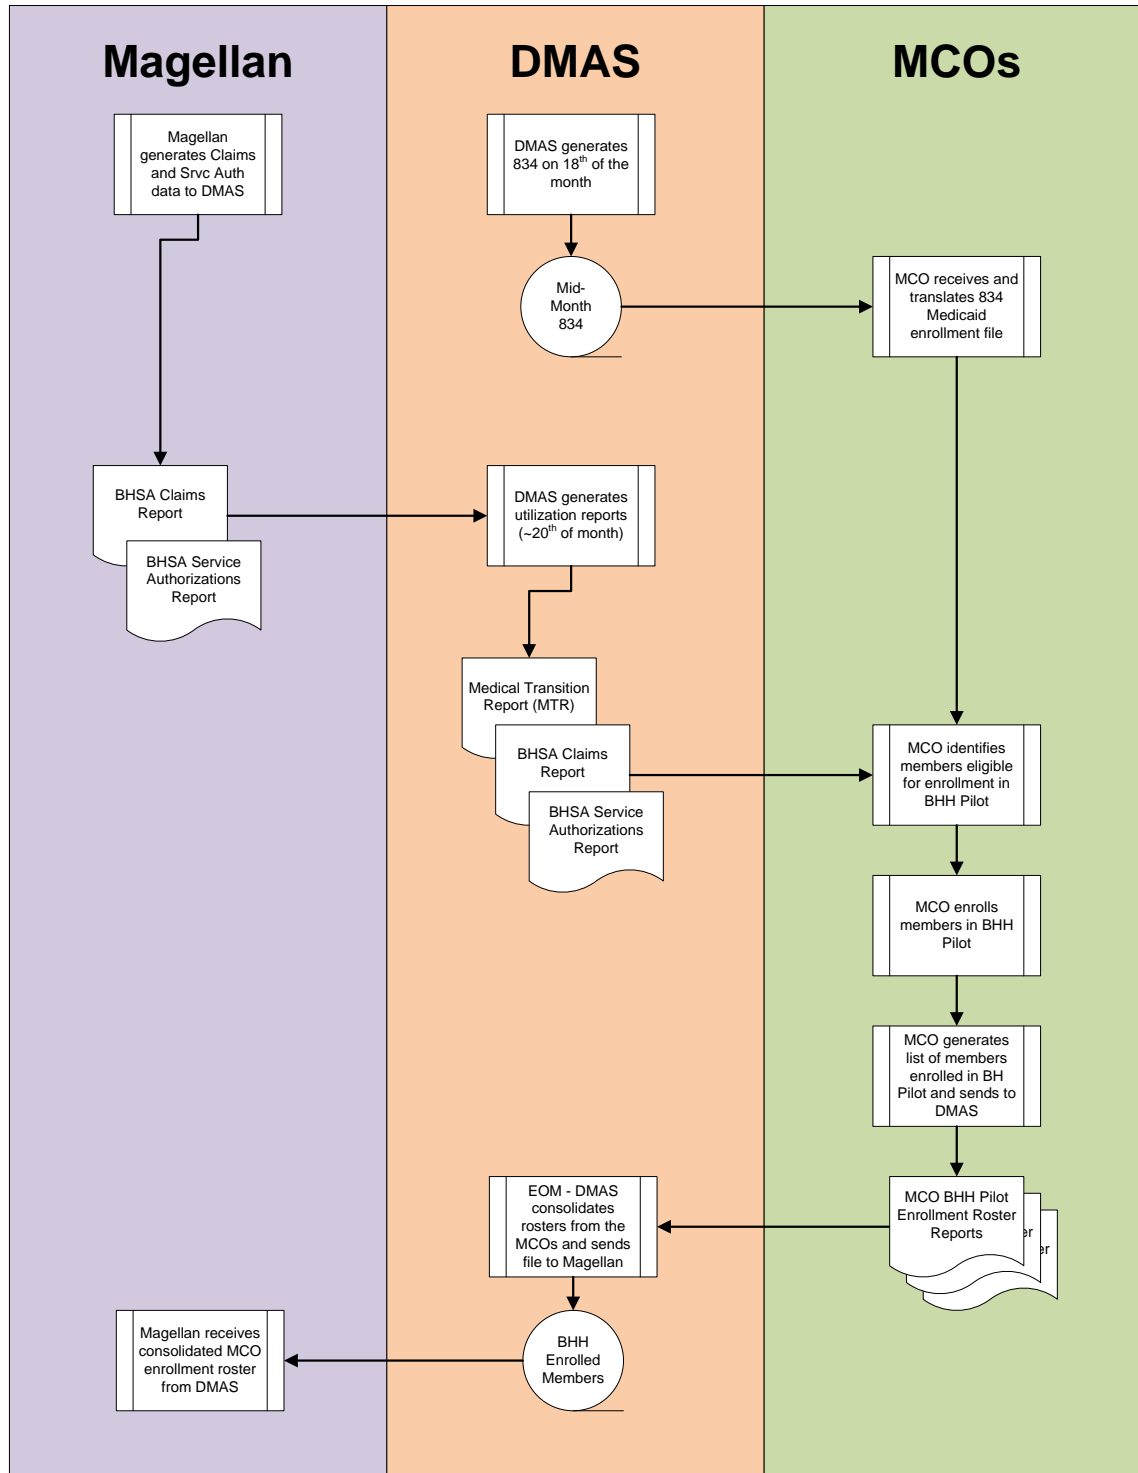 Magellan
DMAS
MCOs
Magellan
generates Claims
and Srvc Auth
data to DMAS
DMAS generates
834 on 18th of the
month
Mid-
Month
834
MCO receives and
translates 834
Medicaid
enrollment file
BHSA Claims
Report
BHSA Service
Authorizations
Report
DMAS generates
utilization reports
(~20th of month)
Medical Transition
Report (MTR)
BHSA Claims
Report
BHSA Service
Authorizations
Report
MCO identifies
members eligible
for enrollment in
BHH Pilot
MCO enrolls
members in BHH
Pilot
MCO generates
list of members
enrolled in BH
Pilot and sends to
DMAS
MCO BHH Pilot
Enrollment Roster
Reports
er
er
EOM - DMAS
consolidates
rosters from the
MCOs and sends
file to Magellan
BHH
Enrolled
Members
Magellan receives
consolidated MCO
enrollment roster
from DMAS